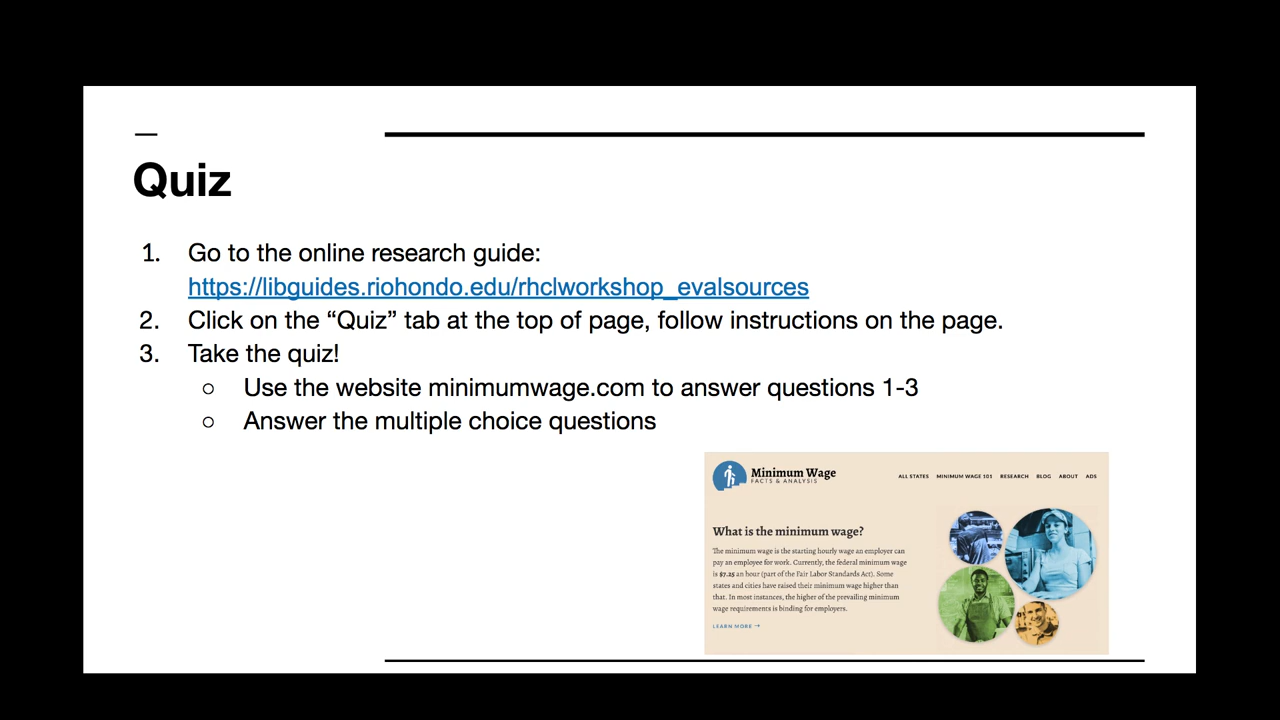 Quiz
1. Go to the online research guide:
https://libguides.riohondo.edu/rhclworkshop_evalsources
2. Click on the “Quiz” tab at the top of page, follow instructions on the page.
3. Take the quiz!
○ Use the website minimumwage.com to answer questions 1-3
○ Answer the multiple choice questions
Minimum Wage
FACTS & ANALYSIS
ALL STATES MINIMUM WAGE 101 RESEARCH BLOG ABOUT ADS
What is the minimum wage?
The minimum wage is the starting hourly wage an employer can
pay an employee for work. Currently, the federal minimum wage
is $7.25 an hour (part of the Fair Labor Standards Act). Some
states and cities have raised their minimum wage higher than
that. In most instances, the higher of the prevailing minimum
wage requirements is binding for employers.
LEARN MORE →